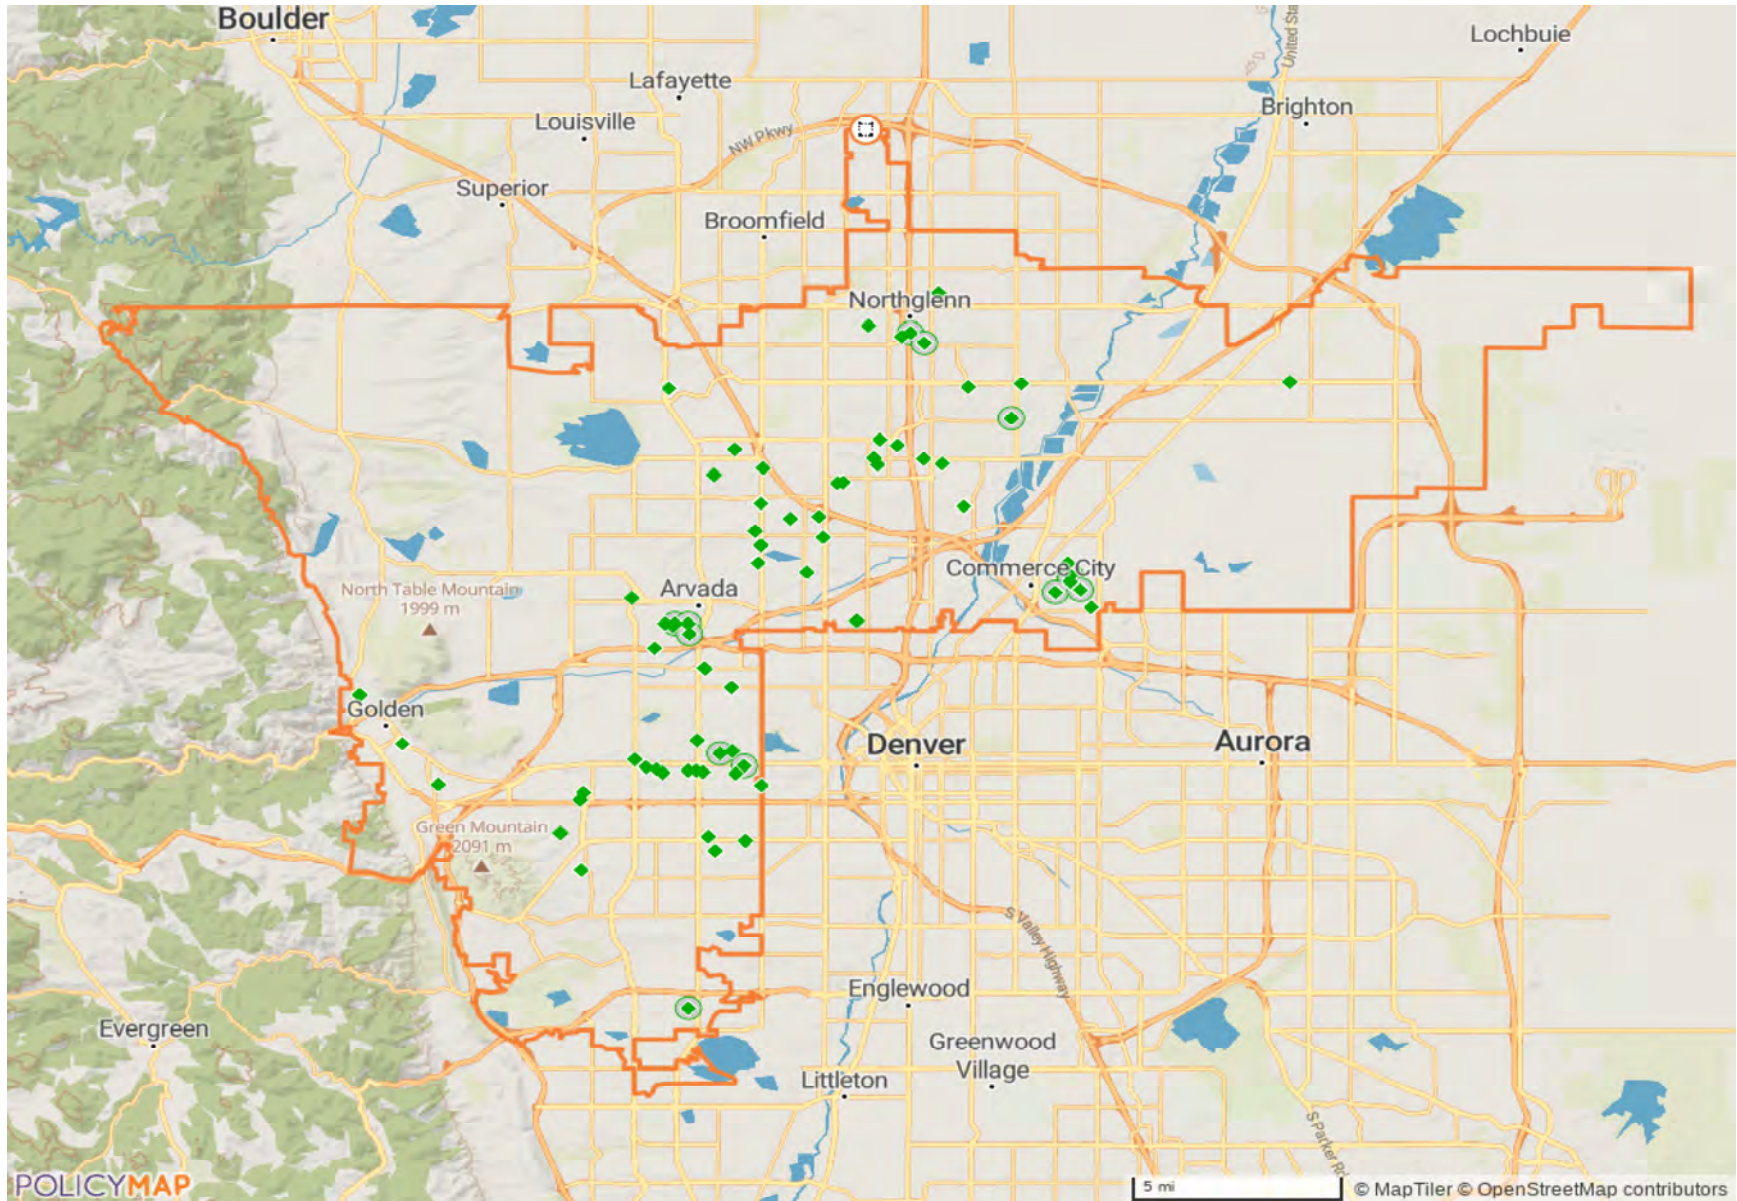 Boulder
Lochbuie
United Sta
Lafayette
Brighton
Louisville
NW Pkwy
Superior
Broomfield
Northglenn
Commerce City
North Table Mountain
1999 m
Arvada
Golden
Denver
Aurora
Green Mountain
2091 m
S Valley Highway
Englewood
Evergreen
Greenwood
Village
Littleton
S Parker Rd
POLICYMAP
5 mi
© MapTiler © OpenStreetMap contributors